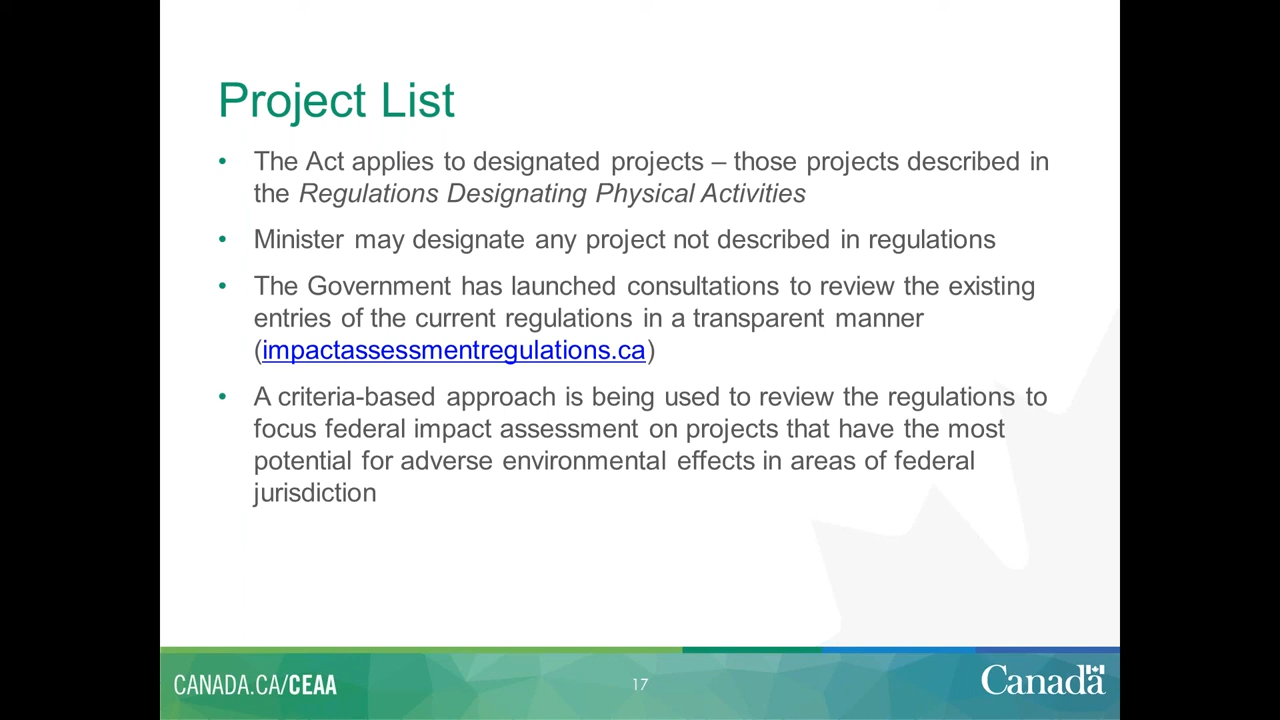 Project List
• The Act applies to designated projects – those projects described in
the Regulations Designating Physical Activities
• Minister may designate any project not described in regulations
• The Government has launched consultations to review the existing
entries of the current regulations in a transparent manner
(impactassessmentregulations.ca)
• A criteria-based approach is being used to review the regulations to
focus federal impact assessment on projects that have the most
potential for adverse environmental effects in areas of federal
jurisdiction
CANADA.CA/CEAA
17
Canada